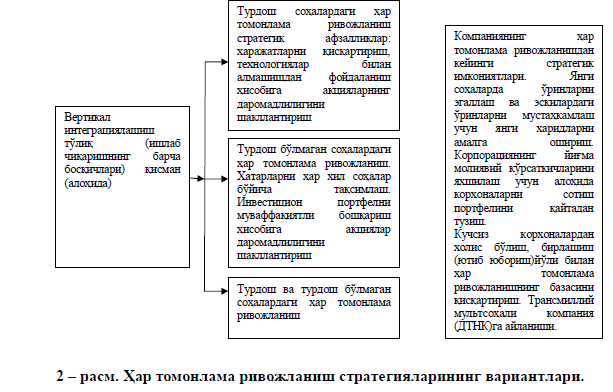 Вертикал
интеграциялашиш
тўлиқ (ишлаб
чиқаришнинг барча
босқичлари) қисман
(алоҳида)
Турдош соҳалардаги ҳар
томонлама ривожланиш
стратегик афзалликлар:
харажатларни қисқартириш,
технологиялар билан
алмашишдан фойдаланиш
ҳисобига акцияларнинг
даромадлилигини
шакллантириш
Турдош бўлмаган соҳалардаги
ҳар томонлама ривожланиш.
Хатарларни ҳар хил соҳалар
бўйича тақсимлаш.
Инвестицион портфелни
муваффақиятли бошқариш
ҳисобига акциялар
даромадлилигини
шакллантириш
Турдош ва турдош бўлмаган
соҳалардаги ҳар томонлама
ривожланиш
Компаниянинг ҳар
томонлама ривожланишдан
кейинги стратегик
имкониятлари. Янги
соҳаларда ўринларни
эгаллаш ва эскилардаги
ўринларни мустаҳкамлаш
учун янги харидларни
амалга ошириш.
Корпорациянинг йиғма
молиявий кўрсаткичларини
яхшилаш учун алоҳида
корхоналарни сотиш
портфелини қайтадан
тузиш.
Кучсиз корхоналардан
холис бўлиш, бирлашиш
(ютиб юбориш)йўли билан
ҳар томонлама
ривожланишнинг базасини
қисқартириш. Трансмиллий
мультсоҳали компания
(ДТНК)га айланиши.
2 – расм. Ҳар томонлама ривожланиш стратегияларининг вариантлари.